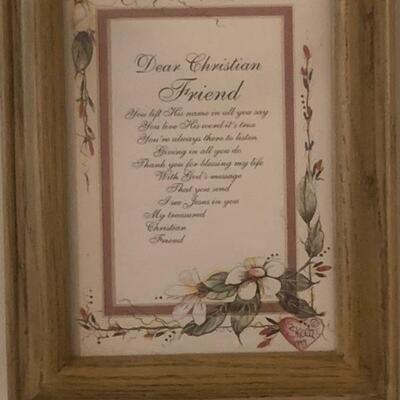 Dear Christian
Friend
You lift His name in all you say
You love His word it's true
You're always there to listen
Giving in all you do
Thank you for blessing my life
With God's message
That you send
I see Jesus in you
My treasured
Christian
Friend